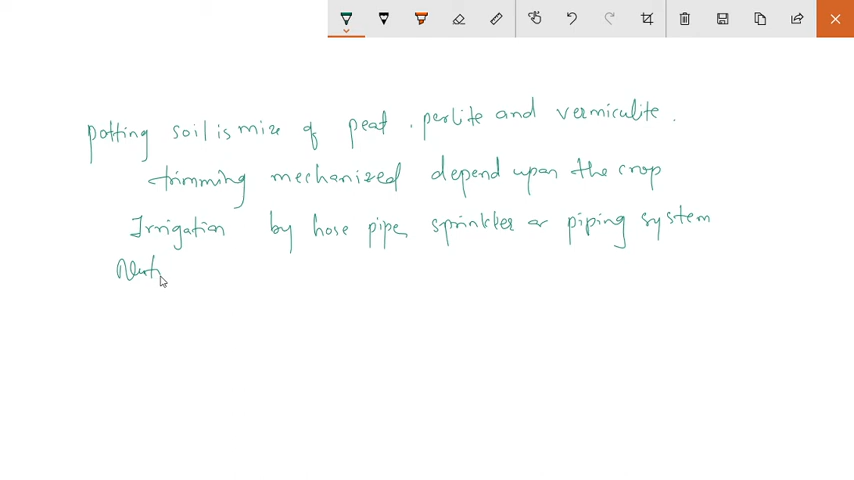 potting soil is mix of peat . perlite and vermiculite .
trimming mechanized depend upon the crop
Irrigation by hose pipe, sprinkler or piping system
Nut